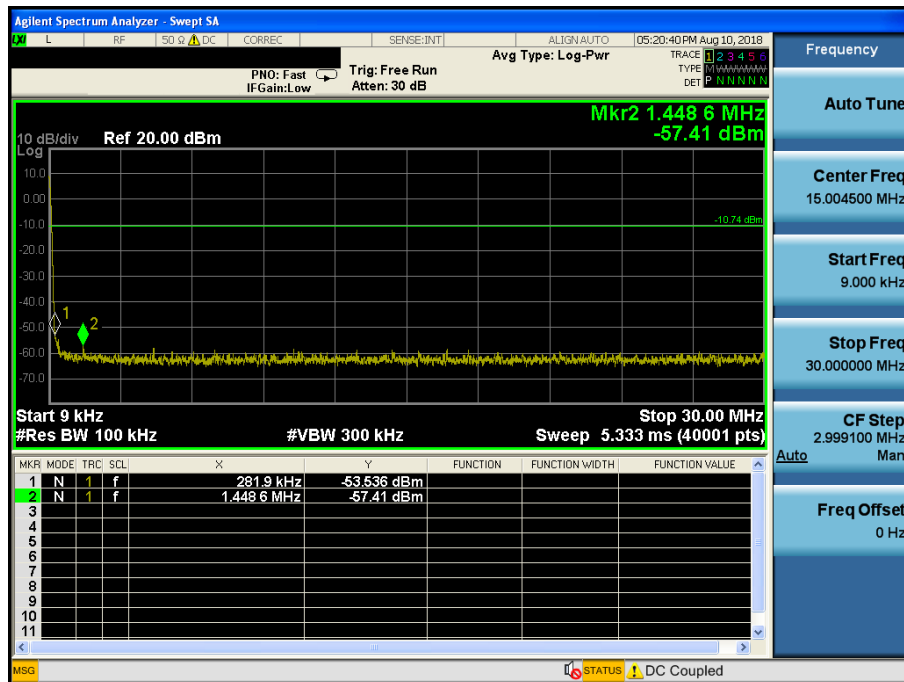 Agilent Spectrum Analyzer - Swept SA
LXI L RF 50 Ω DC CORREC SENSE:INT ALIGN AUTO 05:20:40 PM Aug 10, 2018
Avg Type: Log-Pwr
TRACE 1 2 3 4 5 6
PNO: Fast Trig: Free Run
TYPE M W W W W W
IFGain:Low Atten: 30 dB
DET P N N N N N
Mkr2 1.448 6 MHz
-57.41 dBm
10 dB/div Ref 20.00 dBm
Log
10.0
0.00
-10.0
-10.74 dBm
-20.0
-30.0
-40.0
1
-50.0
2
-60.0
-70.0
Start 9 kHz Stop 30.00 MHz
#Res BW 100 kHz #VBW 300 kHz Sweep 5.333 ms (40001 pts)
MKR MODE TRC SCL X Y FUNCTION FUNCTION WIDTH FUNCTION VALUE
1 N 1 f 281.9 kHz -53.536 dBm
2 N 1 f 1.448 6 MHz -57.41 dBm
3
4
5
6
7
8
9
10
11
MSG STATUS DC Coupled
Frequency
Auto Tune
Center Freq
15.004500 MHz
Start Freq
9.000 kHz
Stop Freq
30.000000 MHz
CF Step
2.999100 MHz
Auto Man
Freq Offset
0 Hz